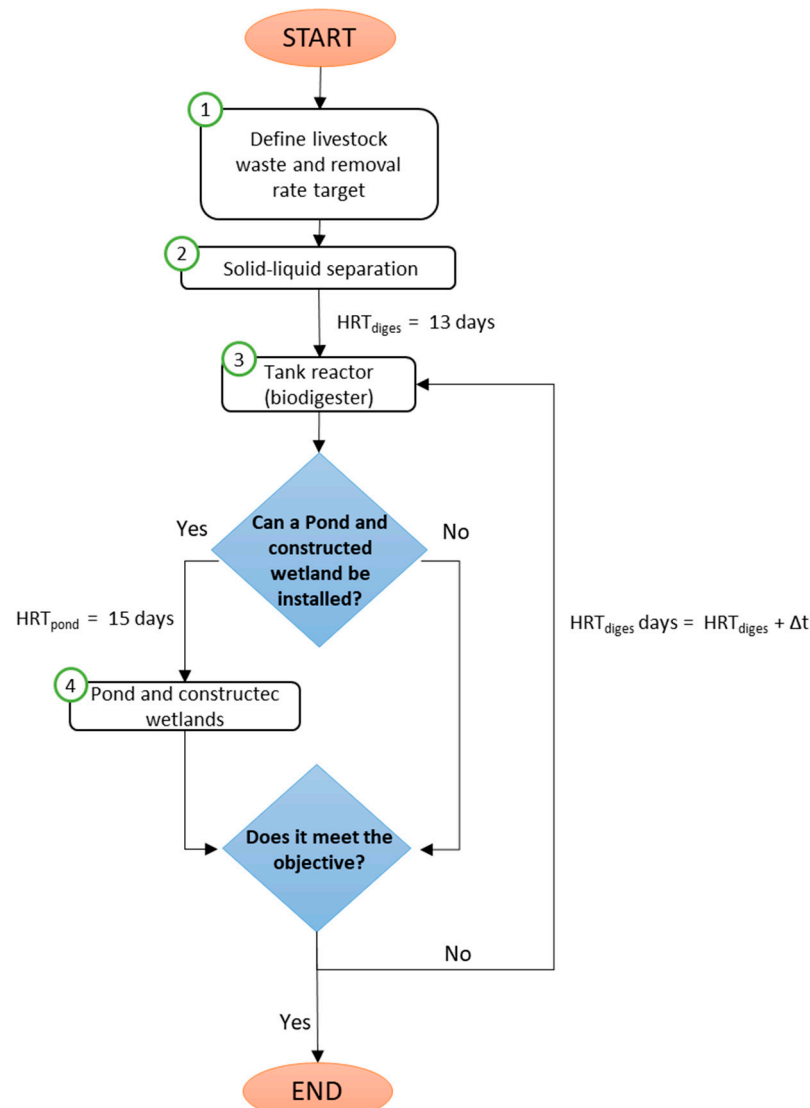 START
1
Define livestock
waste and removal
rate target
2
Solid-liquid separation
HRTdiges = 13 days
3
Tank reactor
(biodigester)
Can a Pond and
constructed
wetland be
installed?
Yes
No
HRTpond = 15 days
HRTdiges days = HRTdiges + Δt
4
Pond and constructec
wetlands
Does it meet the
objective?
No
Yes
END